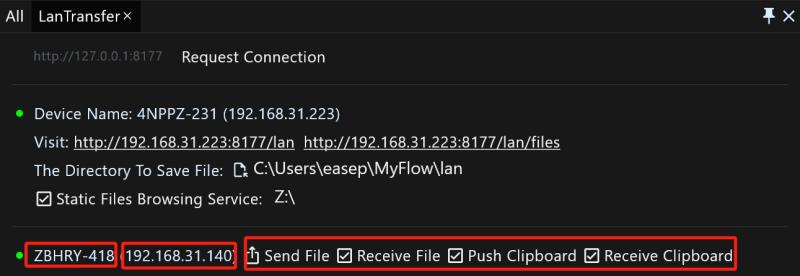 All LanTransfer×
http://127.0.0.1:8177 Request Connection
Device Name: 4NPPZ-231 (192.168.31.223)
Visit: http://192.168.31.223:8177/lan http://192.168.31.223:8177/lan/files
The Directory To Save File: C:\Users\easep\MyFlow\lan
Static Files Browsing Service: Z:\
ZBHRY-418 (192.168.31.140) Send File Receive File Push Clipboard Receive Clipboard